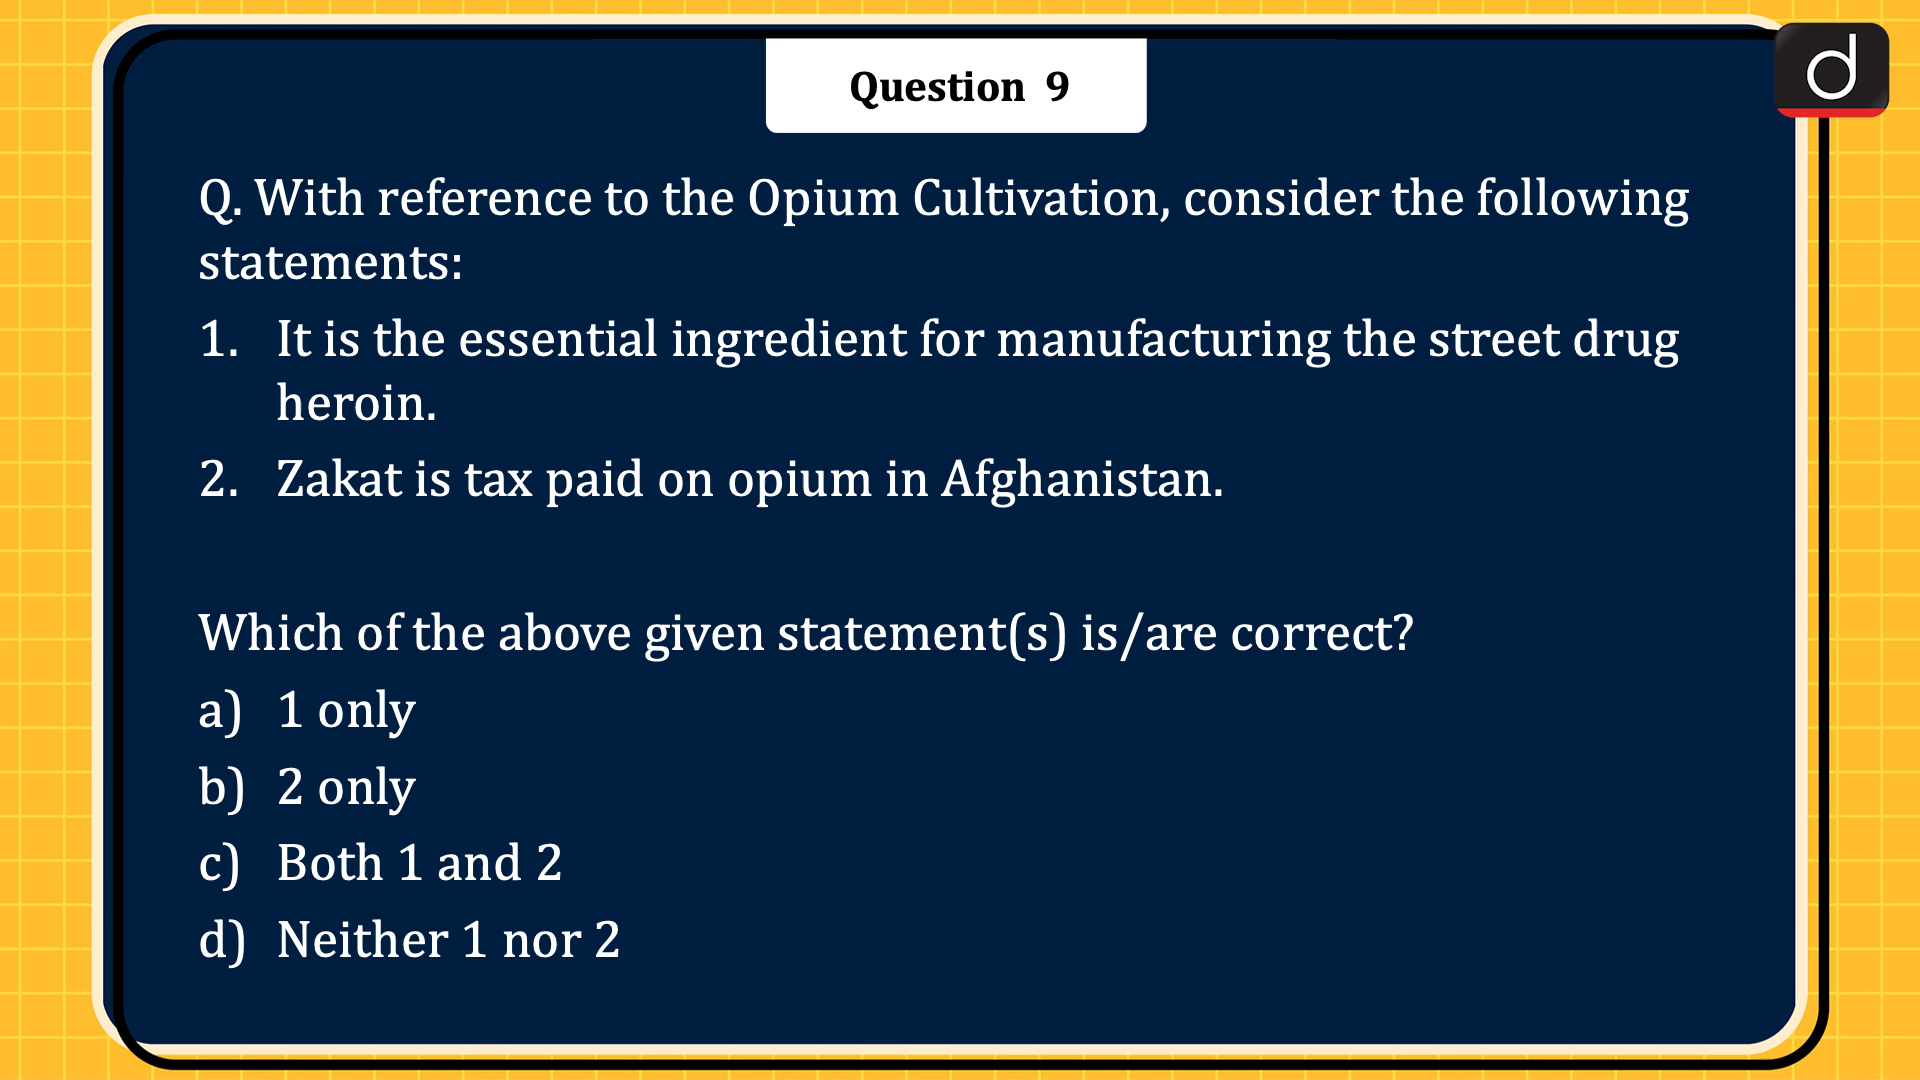 Question 9
d
Q. With reference to the Opium Cultivation, consider the following
statements:
1. It is the essential ingredient for manufacturing the street drug
heroin.
2. Zakat is tax paid on opium in Afghanistan.
Which of the above given statement(s) is/are correct?
a) 1 only
b) 2 only
c) Both 1 and 2
d) Neither 1 nor 2